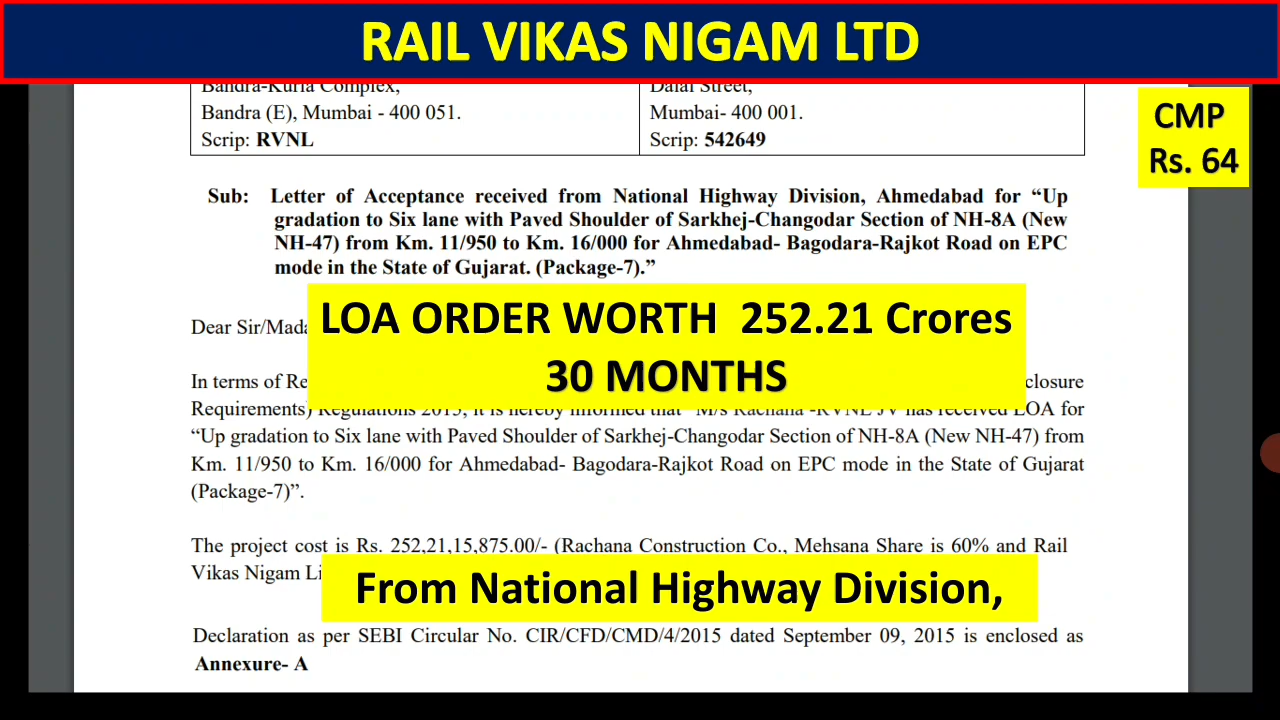 RAIL VIKAS NIGAM LTD
Bandra-Kurla Complex,
Dalal Street,
CMP
Rs. 64
Bandra (E), Mumbai - 400 051.
Mumbai- 400 001.
Scrip: RVNL
Scrip: 542649
Sub: Letter of Acceptance received from National Highway Division, Ahmedabad for “Up
gradation to Six lane with Paved Shoulder of Sarkhej-Changodar Section of NH-8A (New
NH-47) from Km. 11/950 to Km. 16/000 for Ahmedabad- Bagodara-Rajkot Road on EPC
mode in the State of Gujarat. (Package-7).”
Dear Sir/Mada
LOA ORDER WORTH 252.21 Crores
30 MONTHS
In terms of Re
closure
Requirements) Regulations 2015, it is hereby informed that “M/s Rachana -RVNL JV has received LOA for
“Up gradation to Six lane with Paved Shoulder of Sarkhej-Changodar Section of NH-8A (New NH-47) from
Km. 11/950 to Km. 16/000 for Ahmedabad- Bagodara-Rajkot Road on EPC mode in the State of Gujarat
(Package-7)”.
The project cost is Rs. 252,21,15,875.00/- (Rachana Construction Co., Mehsana Share is 60% and Rail
Vikas Nigam Li
From National Highway Division,
Declaration as per SEBI Circular No. CIR/CFD/CMD/4/2015 dated September 09, 2015 is enclosed as
Annexure- A